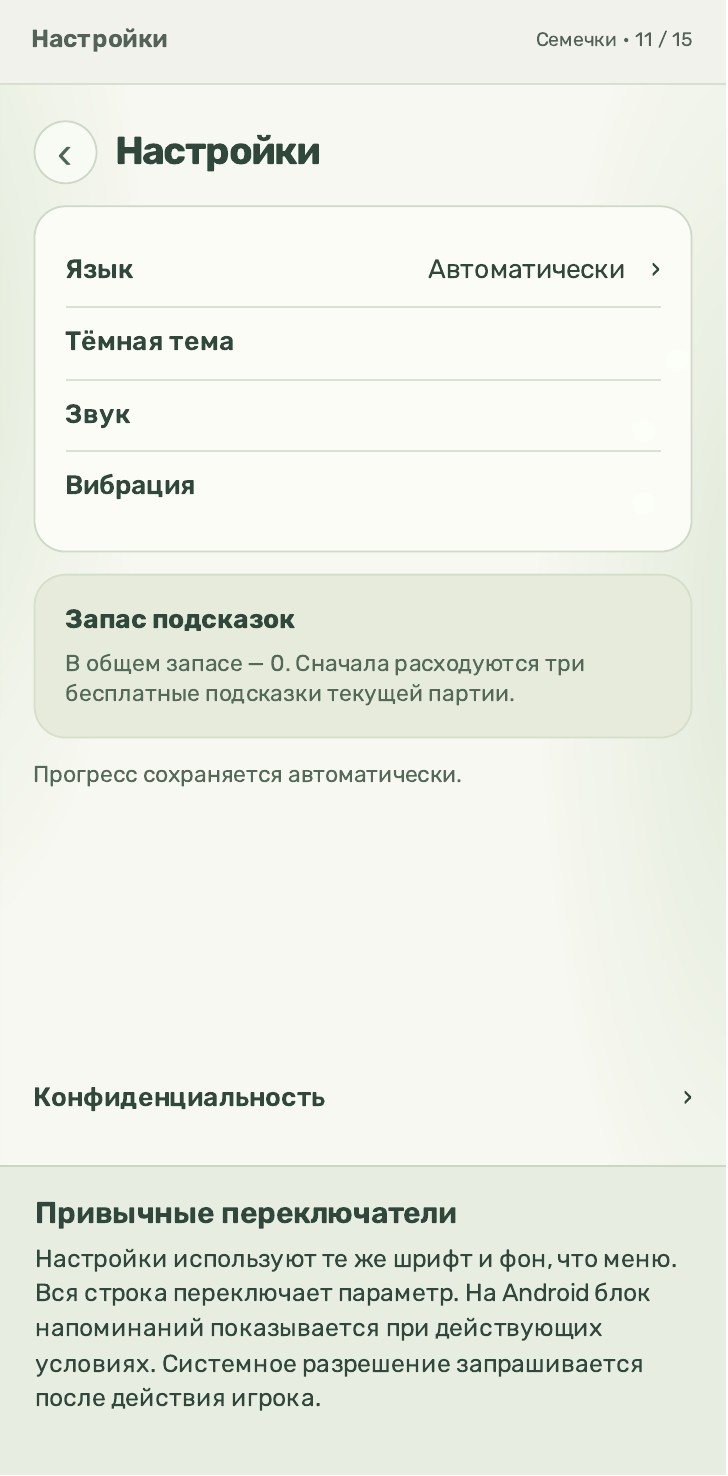 Настройки
Семечки • 11 / 15
‹ Настройки
Язык Автоматически ›
Тёмная тема
Звук
Вибрация
Запас подсказок
В общем запасе — 0. Сначала расходуются три
бесплатные подсказки текущей партии.
Прогресс сохраняется автоматически.
Конфиденциальность ›
Привычные переключатели
Настройки используют те же шрифт и фон, что меню.
Вся строка переключает параметр. На Android блок
напоминаний показывается при действующих
условиях. Системное разрешение запрашивается
после действия игрока.